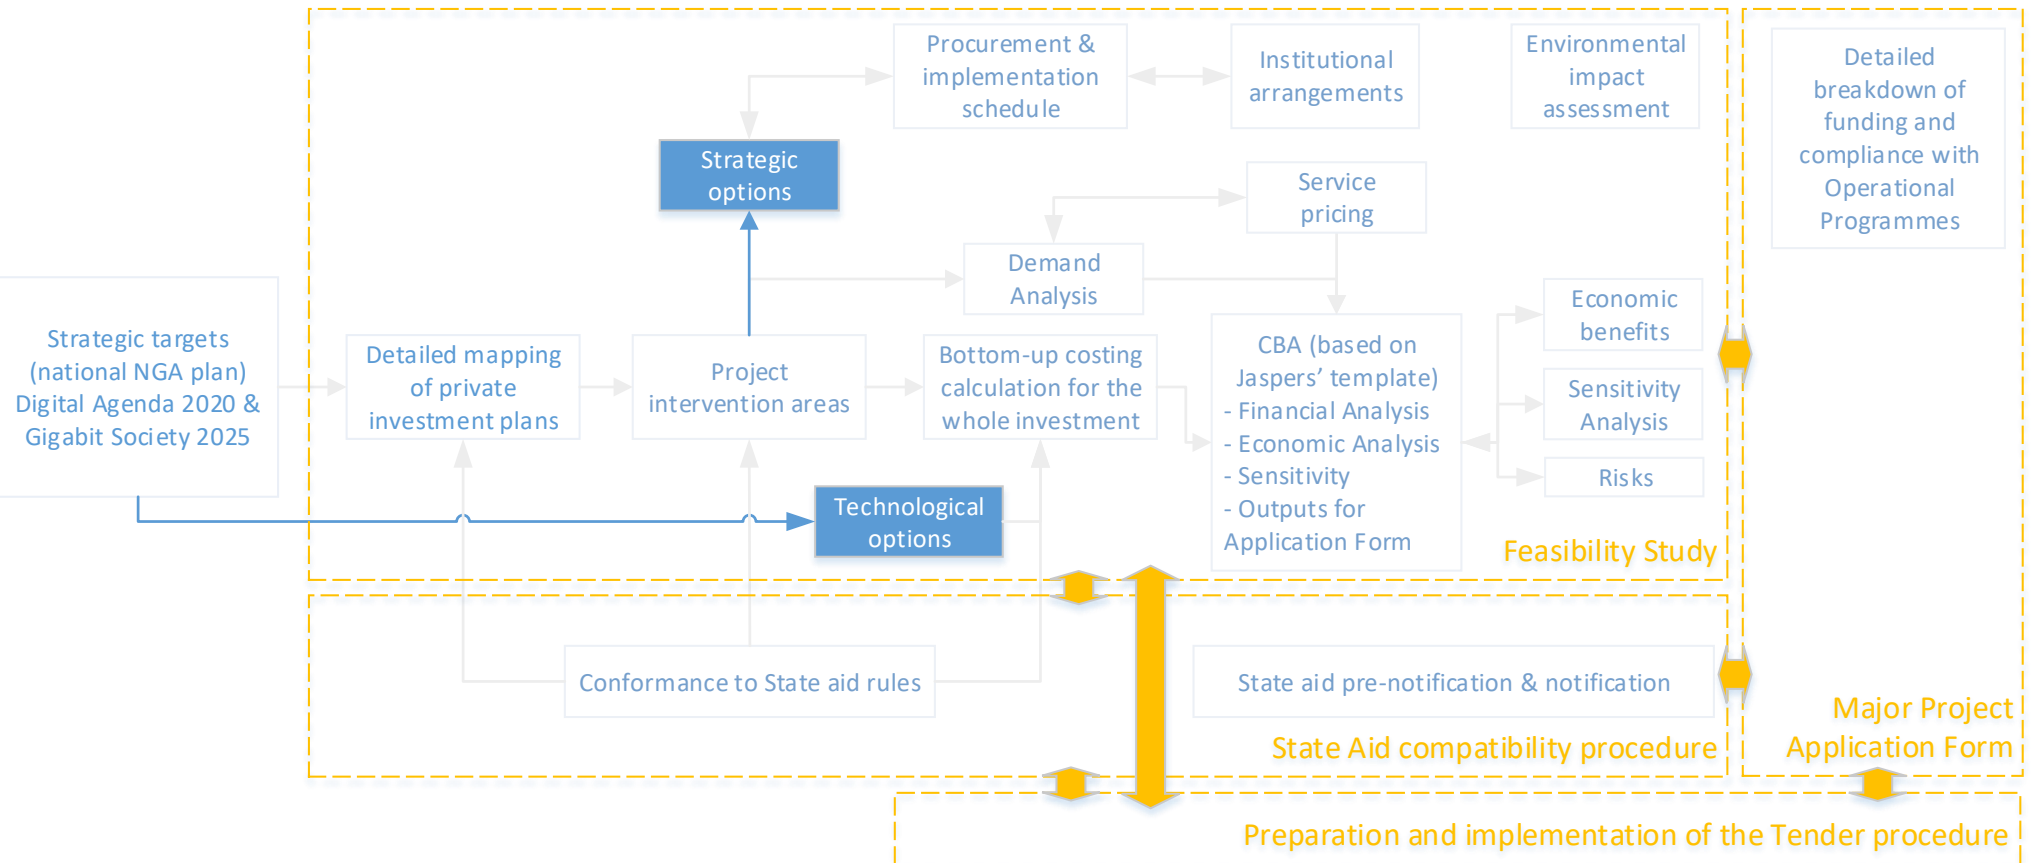 Procurement &
implementation
schedule
Institutional
arrangements
Environmental
impact
assessment
Detailed
breakdown of
funding and
compliance with
Operational
Programmes
Strategic
options
Service
pricing
Demand
Analysis
Strategic targets
(national NGA plan)
Digital Agenda 2020 &
Gigabit Society 2025
Detailed mapping
of private
investment plans
Project
intervention areas
Bottom-up costing
calculation for the
whole investment
CBA (based on
Jaspers’ template)
- Financial Analysis
- Economic Analysis
- Sensitivity
- Outputs for
Application Form
Economic
benefits
Sensitivity
Analysis
Risks
Technological
options
Feasibility Study
Conformance to State aid rules
State aid pre-notification & notification
State Aid compatibility procedure
Major Project
Application Form
Preparation and implementation of the Tender procedure